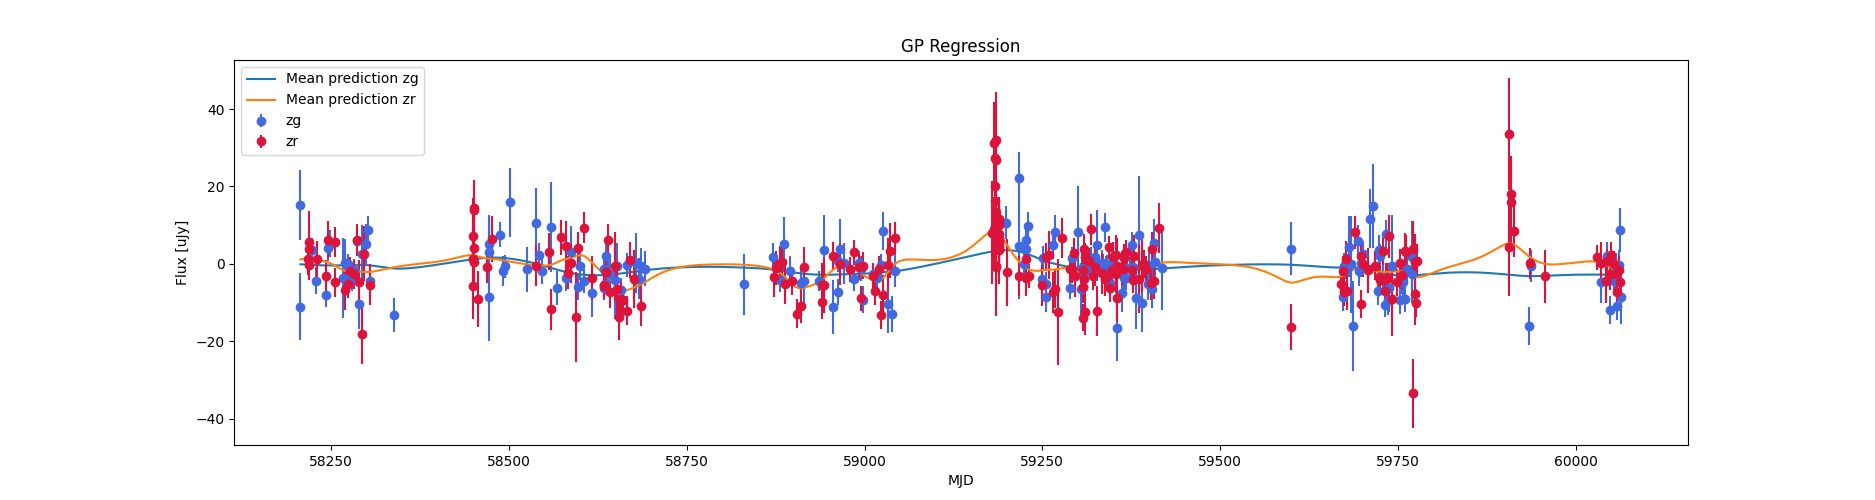 GP Regression
Mean prediction zg
Mean prediction zr
zg
zr
Flux [uJy]
40
20
0
−20
−40
58250 58500 58750 59000 59250 59500 59750 60000
MJD